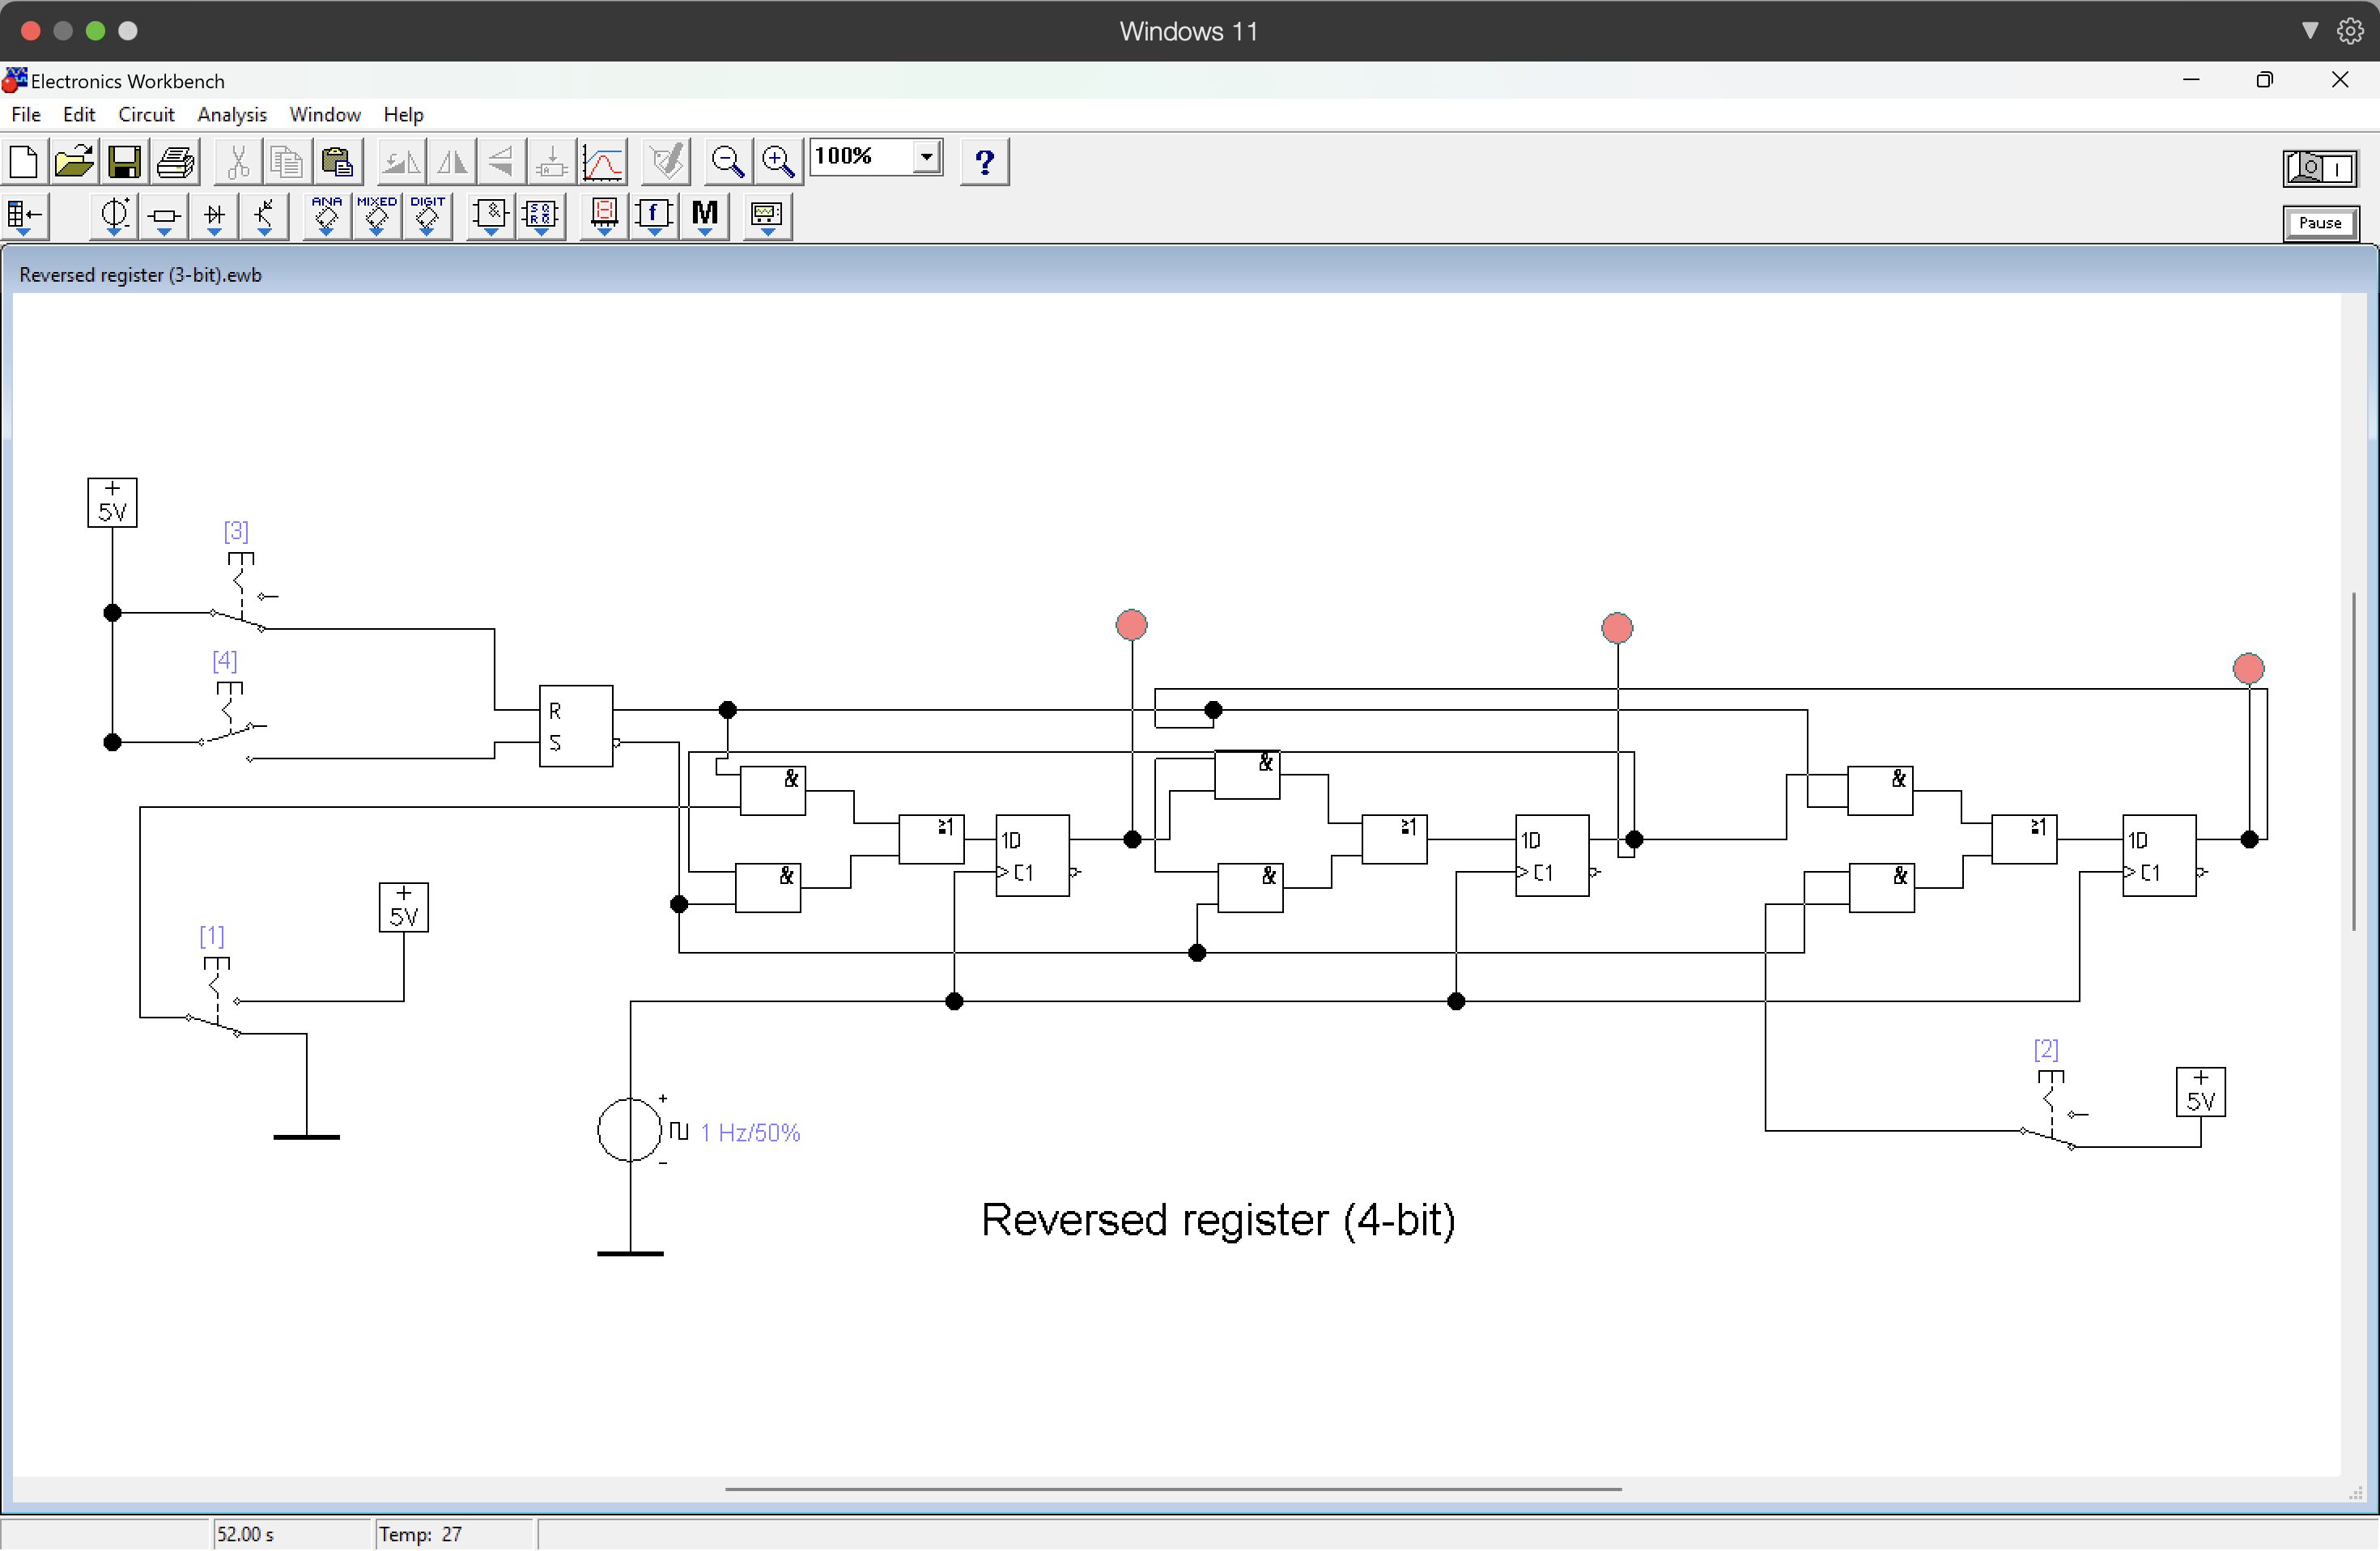 Windows 11
Electronics Workbench
File Edit Circuit Analysis Window Help
100% ?
ANA MIXED DIGIT & S Q R Q f M
Pause
Reversed register (3-bit).ewb
+
5V
[3]
[4]
R
S
& & &
≥1 ≥1 ≥1
1D 1D 1D
C1 C1 C1
& & &
+
5V
[1]
[2]
+
5V
+
1 Hz/50%
-
Reversed register (4-bit)
52.00 s Temp: 27